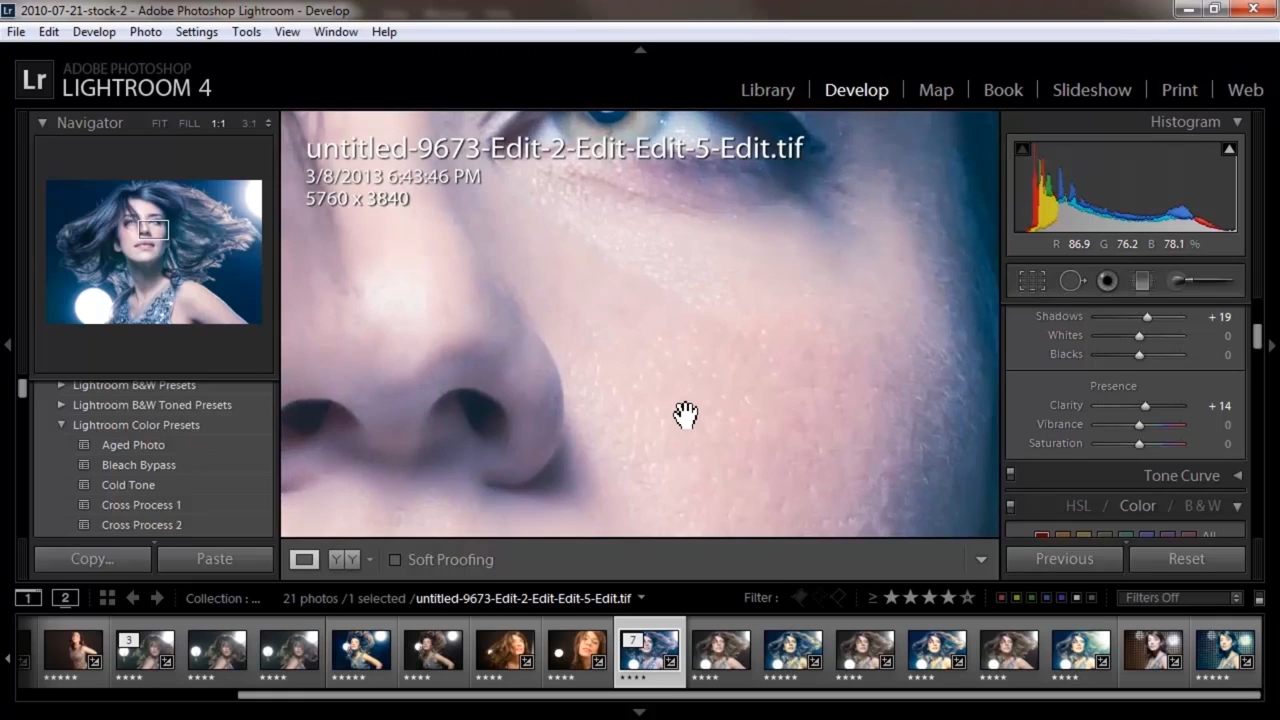 2010-07-21-stock-2 - Adobe Photoshop Lightroom - Develop
File Edit Develop Photo Settings Tools View Window Help
Lr ADOBE PHOTOSHOP
LIGHTROOM 4
Library Develop Map Book Slideshow Print Web
Navigator FIT FILL 1:1 3:1
Histogram
untitled-9673-Edit-2-Edit-Edit-5-Edit.tif
3/8/2013 6:43:46 PM
5760 x 3840
R 86.9 G 76.2 B 78.1 %
Shadows + 19
Whites 0
Blacks 0
Presence
Clarity + 14
Vibrance 0
Saturation 0
Tone Curve
HSL / Color / B & W
All
Lightroom B&W Presets
Lightroom B&W Toned Presets
Lightroom Color Presets
Aged Photo
Bleach Bypass
Cold Tone
Cross Process 1
Cross Process 2
Copy... Paste
Y Y Soft Proofing
Previous Reset
1 2 Collection : ... 21 photos /1 selected /untitled-9673-Edit-2-Edit-Edit-5-Edit.tif Filter : ≥ Filters Off
3 7